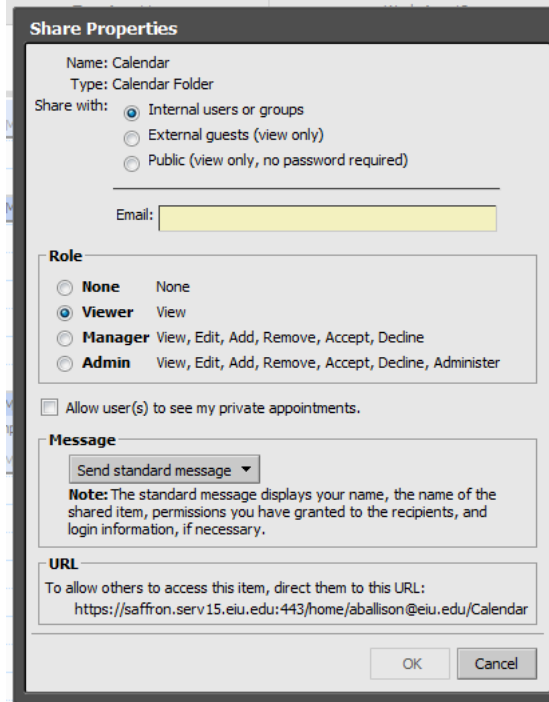 Share Properties
Name: Calendar
Type: Calendar Folder
Share with: Internal users or groups
External guests (view only)
Public (view only, no password required)
Email:
Role
None None
Viewer View
Manager View, Edit, Add, Remove, Accept, Decline
Admin View, Edit, Add, Remove, Accept, Decline, Administer
Allow user(s) to see my private appointments.
Message
Send standard message
Note: The standard message displays your name, the name of the
shared item, permissions you have granted to the recipients, and
login information, if necessary.
URL
To allow others to access this item, direct them to this URL:
https://saffron.serv15.eiu.edu:443/home/aballison@eiu.edu/Calendar
OK Cancel